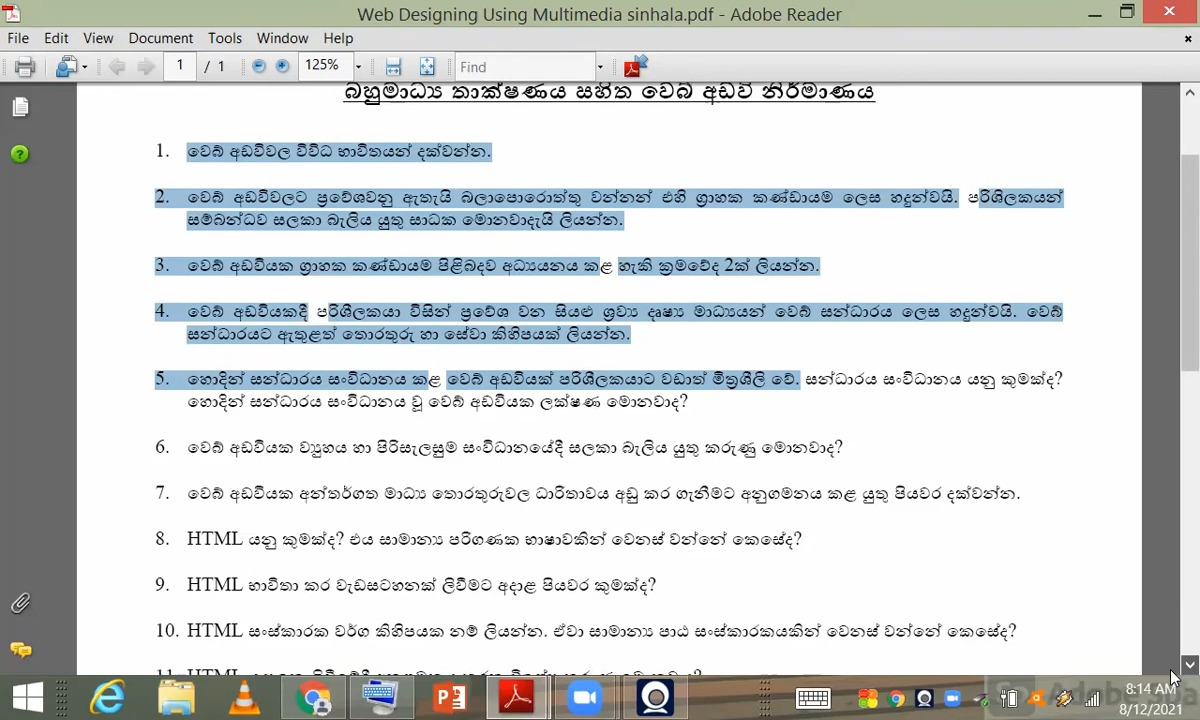 Web Designing Using Multimedia sinhala.pdf - Adobe Reader
File Edit View Document Tools Window Help
1 / 1 125% Find
බහුමාධ්‍ය තාක්ෂණය සහිත වෙබ් අඩවි නිර්මාණය
1. වෙබ් අඩවිවල විවිධ භාවිතයන් දක්වන්න.
2. වෙබ් අඩවිවලට ප්‍රවේශවනු ඇතැයි බලාපොරොත්තු වන්නන් එහි ග්‍රාහක කණ්ඩායම ලෙස හදුන්වයි. පරිශීලකයන්
සම්බන්ධව සලකා බැලිය යුතු සාධක මොනවාදැයි ලියන්න.
3. වෙබ් අඩවියක ග්‍රාහක කණ්ඩායම පිළිබදව අධ්‍යයනය කළ හැකි ක්‍රමවේද 2ක් ලියන්න.
4. වෙබ් අඩවියකදී පරිශීලකයා විසින් ප්‍රවේශ වන සියළු ශ්‍රව්‍ය දෘෂ්‍ය මාධ්‍යයන් වෙබ් සන්ධාරය ලෙස හදුන්වයි. වෙබ්
සන්ධාරයට ඇතුළත් තොරතුරු හා සේවා කිහිපයක් ලියන්න.
5. හොදින් සන්ධාරය සංවිධානය කළ වෙබ් අඩවියක් පරිශීලකයාට වඩාත් මිත්‍රශීලි වේ. සන්ධාරය සංවිධානය යනු කුමක්ද?
හොදින් සන්ධාරය සංවිධානය වූ වෙබ් අඩවියක ලක්ෂණ මොනවාද?
6. වෙබ් අඩවියක ව්‍යුහය හා පිරිසැලසුම සංවිධානයේදී සලකා බැලිය යුතු කරුණු මොනවාද?
7. වෙබ් අඩවියක අන්තර්ගත මාධ්‍ය තොරතුරුවල ධාරිතාවය අඩු කර ගැනීමට අනුගමනය කළ යුතු පියවර දක්වන්න.
8. HTML යනු කුමක්ද? එය සාමාන්‍ය පරිගණක භාෂාවකින් වෙනස් වන්නේ කෙසේද?
9. HTML භාවිතා කර වැඩසටහනක් ලිවීමට අදාළ පියවර කුමක්ද?
10. HTML සංස්කාරක වර්ග කිහිපයක නම් ලියන්න. ඒවා සාමාන්‍ය පාඨ සංස්කාරකයකින් වෙනස් වන්නේ කෙසේද?
8:14 AM
8/12/2021